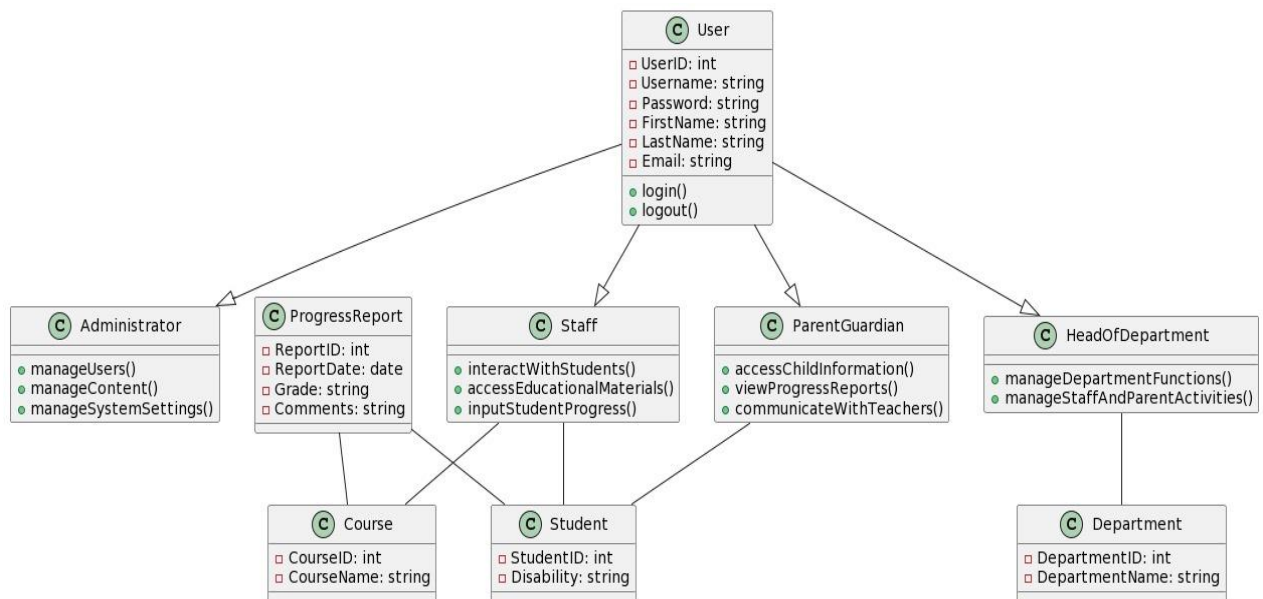 C User
UserID: int
Username: string
Password: string
FirstName: string
LastName: string
Email: string
login()
logout()
C Administrator
manageUsers()
manageContent()
manageSystemSettings()
C ProgressReport
ReportID: int
ReportDate: date
Grade: string
Comments: string
C Staff
interactWithStudents()
accessEducationalMaterials()
inputStudentProgress()
C ParentGuardian
accessChildInformation()
viewProgressReports()
communicateWithTeachers()
C HeadOfDepartment
manageDepartmentFunctions()
manageStaffAndParentActivities()
C Course
CourseID: int
CourseName: string
C Student
StudentID: int
Disability: string
C Department
DepartmentID: int
DepartmentName: string